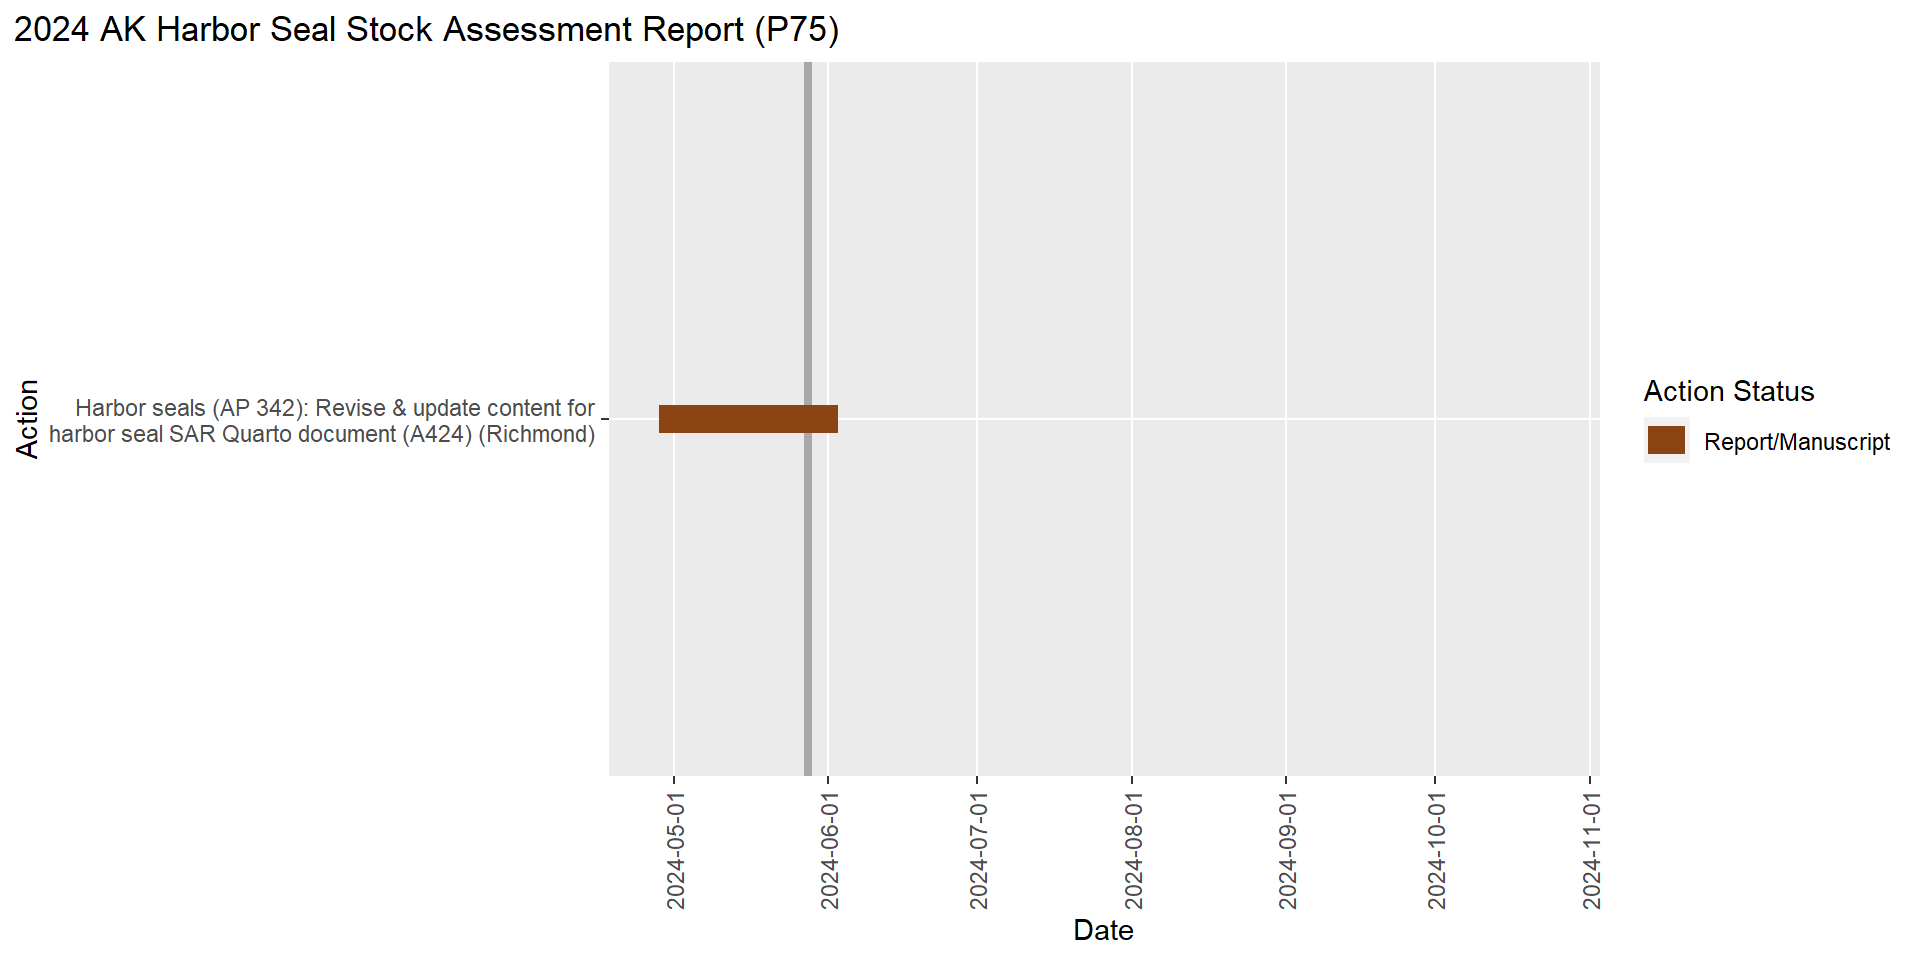 2024 AK Harbor Seal Stock Assessment Report (P75)
Action
Harbor seals (AP 342): Revise & update content for
harbor seal SAR Quarto document (A424) (Richmond)
Action Status
Report/Manuscript
2024-05-01
2024-06-01
2024-07-01
2024-08-01
2024-09-01
2024-10-01
2024-11-01
Date